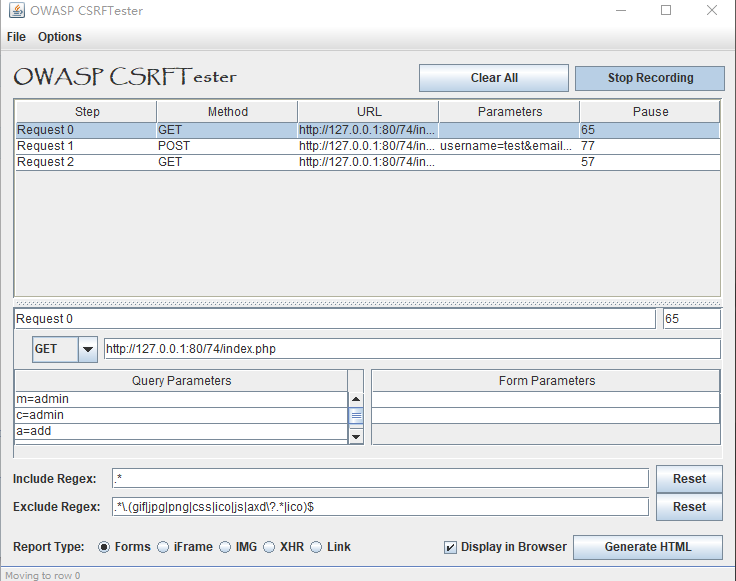 OWASP CSRFTester
File Options
OWASP CSRFTester
Clear All
Stop Recording
Step Method URL Parameters Pause
Request 0 GET http://127.0.0.1:80/74/in... 65
Request 1 POST http://127.0.0.1:80/74/in... username=test&email... 77
Request 2 GET http://127.0.0.1:80/74/in... 57
Request 0 65
GET http://127.0.0.1:80/74/index.php
Query Parameters Form Parameters
m=admin
c=admin
a=add
Include Regex: .* Reset
Exclude Regex: .*\.(gif|jpg|png|css|ico|js|axd\?.*|ico)$ Reset
Report Type: Forms iFrame IMG XHR Link Display in Browser Generate HTML
Moving to row 0